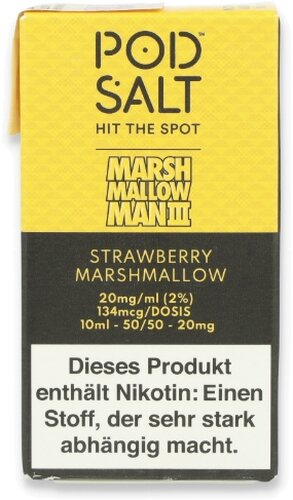 POD™
SALT
HIT THE SPOT
MARSH
MALLOW
MAN III
STRAWBERRY
MARSHMALLOW
20mg/ml (2%)
134mcg/DOSIS
10ml - 50/50 - 20mg
Dieses Produkt
enthält Nikotin: Einen
Stoff, der sehr stark
abhängig macht.